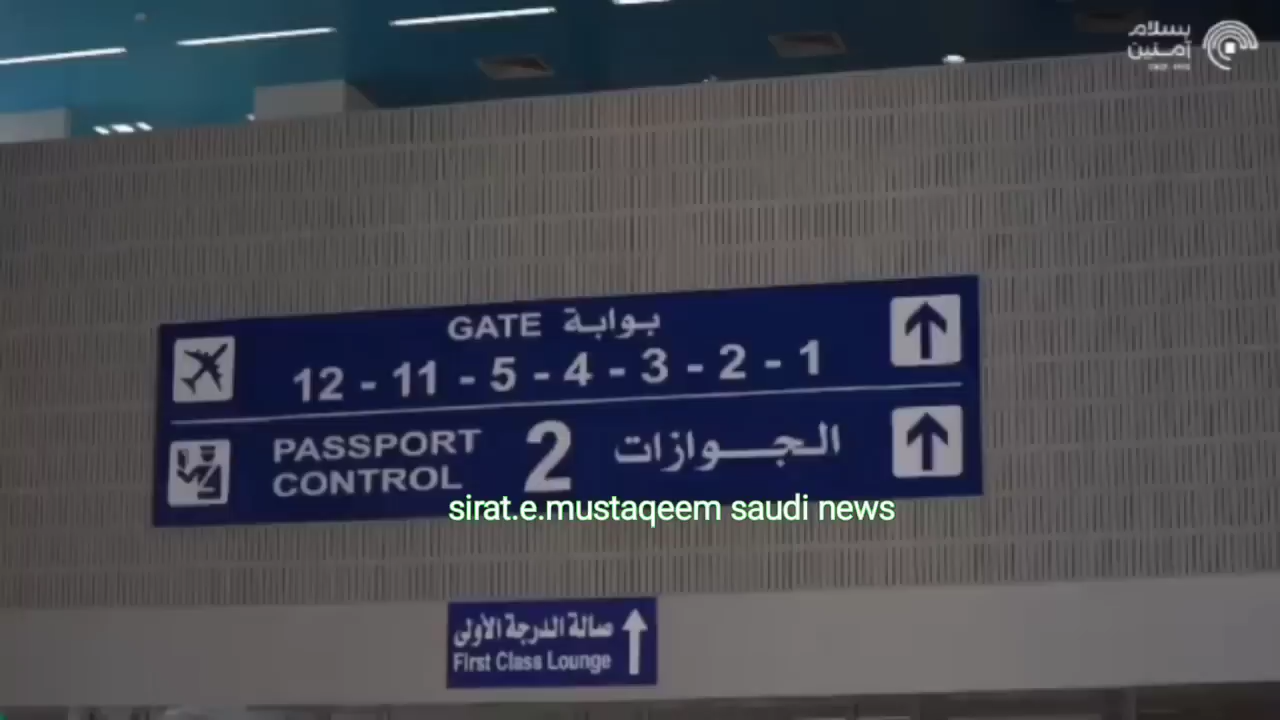 بسلام
آمنين
GATE بوابة
12 - 11 - 5 - 4 - 3 - 2 - 1
PASSPORT CONTROL 2 الجوازات
sirat.e.mustaqeem saudi news
صالة الدرجة الأولى
First Class Lounge